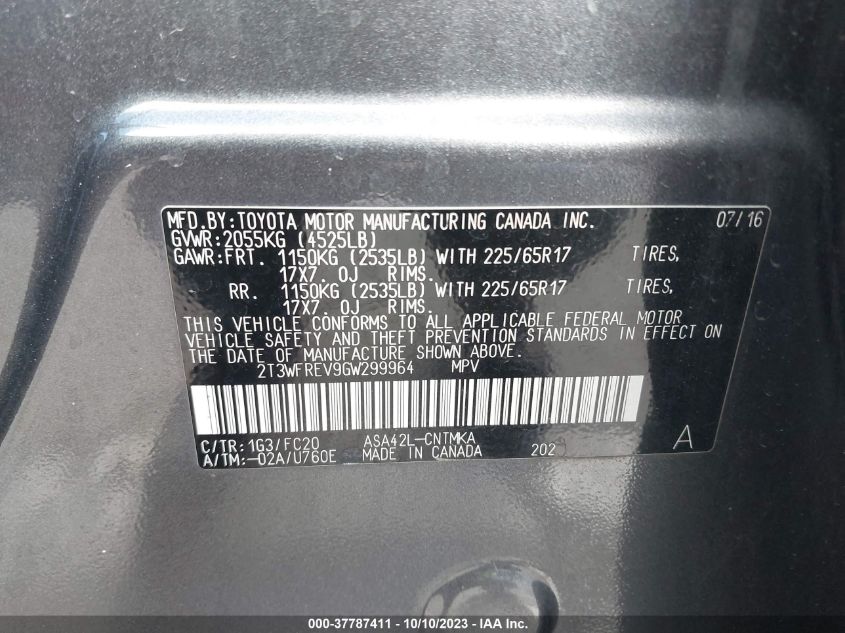 MFD.BY:TOYOTA MOTOR MANUFACTURING CANADA INC. 07/16
GVWR:2055KG (4525LB)
GAWR:FRT. 1150KG (2535LB) WITH 225/65R17 TIRES,
17X7.0J RIMS.
RR. 1150KG (2535LB) WITH 225/65R17 TIRES,
17X7.0J RIMS.
THIS VEHICLE CONFORMS TO ALL APPLICABLE FEDERAL MOTOR
VEHICLE SAFETY AND THEFT PREVENTION STANDARDS IN EFFECT ON
THE DATE OF MANUFACTURE SHOWN ABOVE.
2T3WFREV9GW299964 MPV
C/TR:1G3/FC20 ASA42L-CNTMKA
A/TM:-02A/U760E MADE IN CANADA A
000-37787411 - 10/10/2023 - IAA Inc.